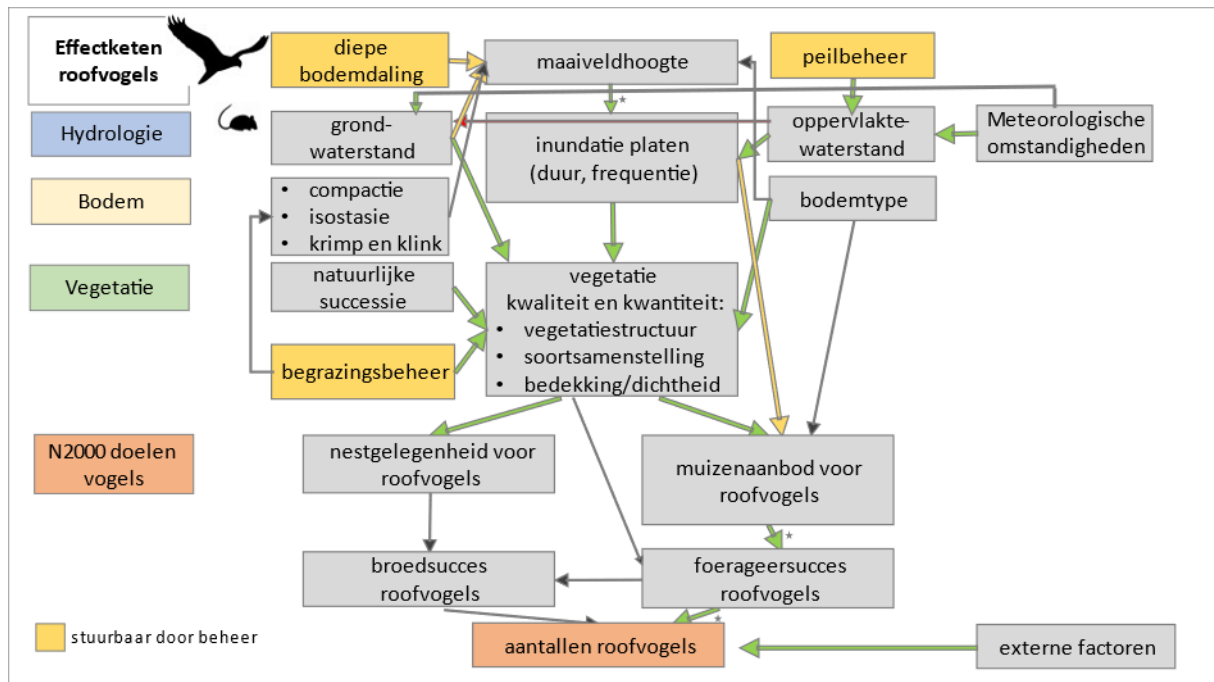 Effectketen
roofvogels
diepe
bodemdaling
maaiveldhoogte
peilbeheer
*
Hydrologie
grond-
waterstand
inundatie platen
(duur, frequentie)
oppervlakte-
waterstand
Meteorologische
omstandigheden
Bodem
• compactie
• isostasie
• krimp en klink
bodemtype
Vegetatie
natuurlijke
successie
vegetatie
kwaliteit en kwantiteit:
• vegetatiestructuur
• soortsamenstelling
• bedekking/dichtheid
begrazingsbeheer
N2000 doelen
vogels
nestgelegenheid voor
roofvogels
muizenaanbod voor
roofvogels
*
broedsucces
roofvogels
foerageersucces
roofvogels
*
stuurbaar door beheer
aantallen roofvogels
externe factoren